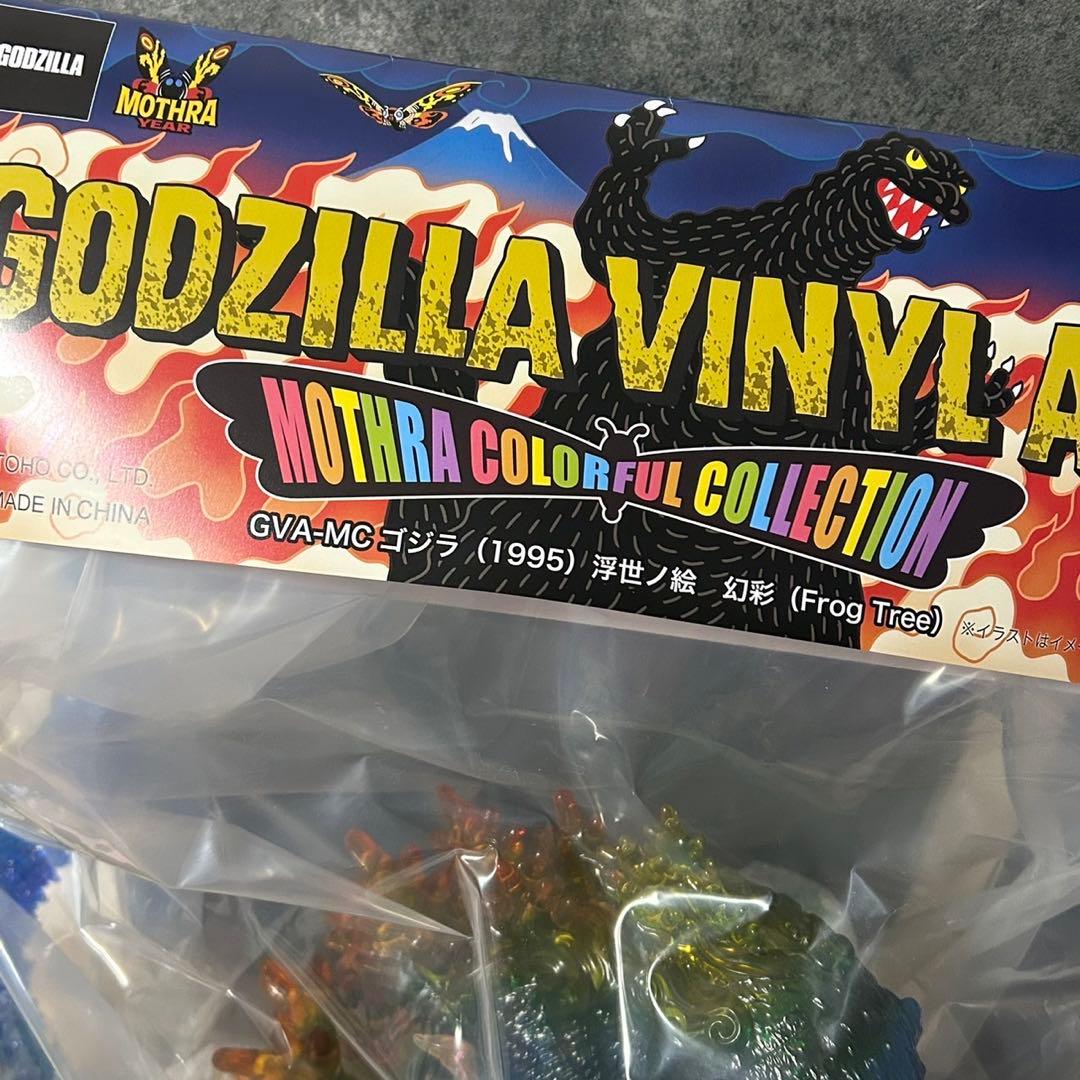 GODZILLA
MOTHRA
YEAR
GODZILLA VINYL A
MOTHRA COLORFUL COLLECTION
TOHO CO., LTD.
MADE IN CHINA
GVA-MC ゴジラ（1995）浮世ノ絵　幻彩（Frog Tree）
※イラストはイメー